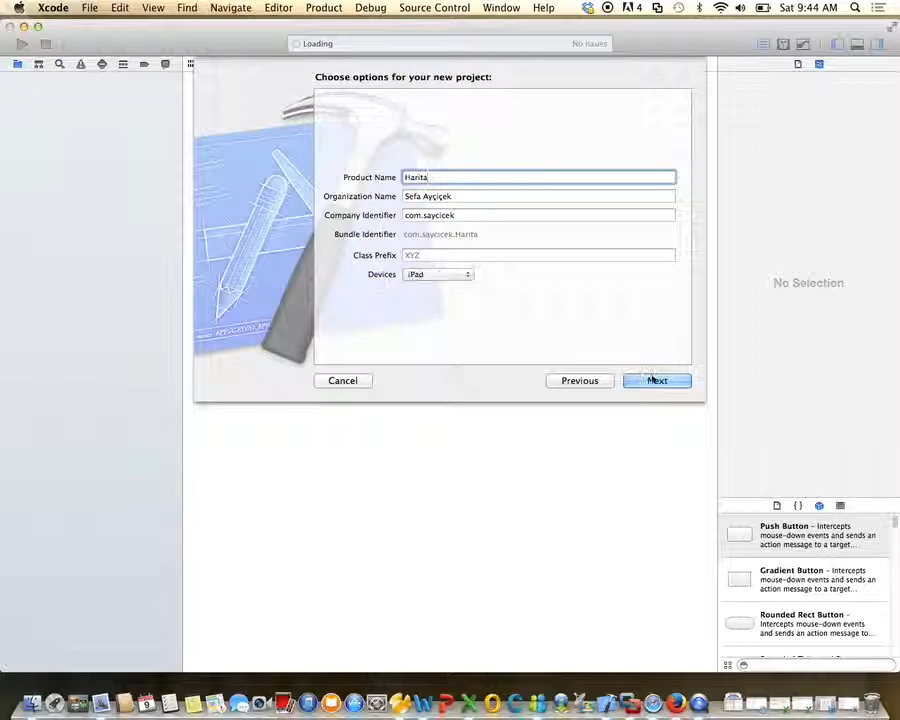 Xcode File Edit View Find Navigate Editor Product Debug Source Control Window Help
4 Sat 9:44 AM
Loading No Issues
Choose options for your new project:
Product Name Harita
Organization Name Sefa Ayçiçek
Company Identifier com.saycicek
Bundle Identifier com.saycicek.Harita
Class Prefix XYZ
Devices iPad
Cancel Previous Next
No Selection
{ }
Push Button - Intercepts
mouse-down events and sends an
action message to a target...
Gradient Button - Intercepts
mouse-down events and sends an
action message to a target...
Rounded Rect Button -
Intercepts mouse-down events
and sends an action message to...